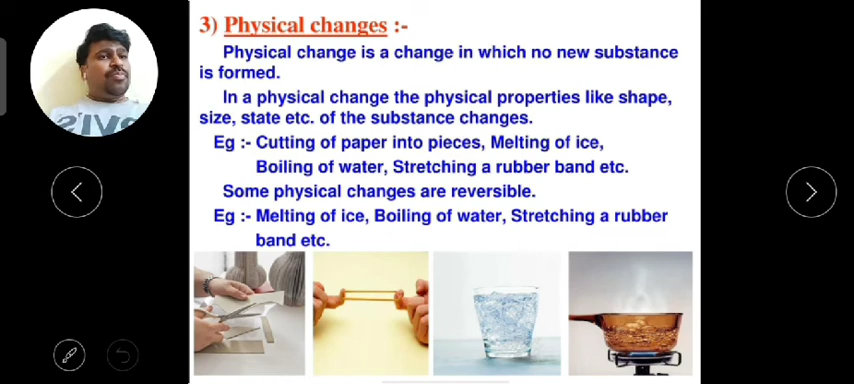 3) Physical changes :-
Physical change is a change in which no new substance
is formed.
In a physical change the physical properties like shape,
size, state etc. of the substance changes.
Eg :- Cutting of paper into pieces, Melting of ice,
Boiling of water, Stretching a rubber band etc.
Some physical changes are reversible.
Eg :- Melting of ice, Boiling of water, Stretching a rubber
band etc.